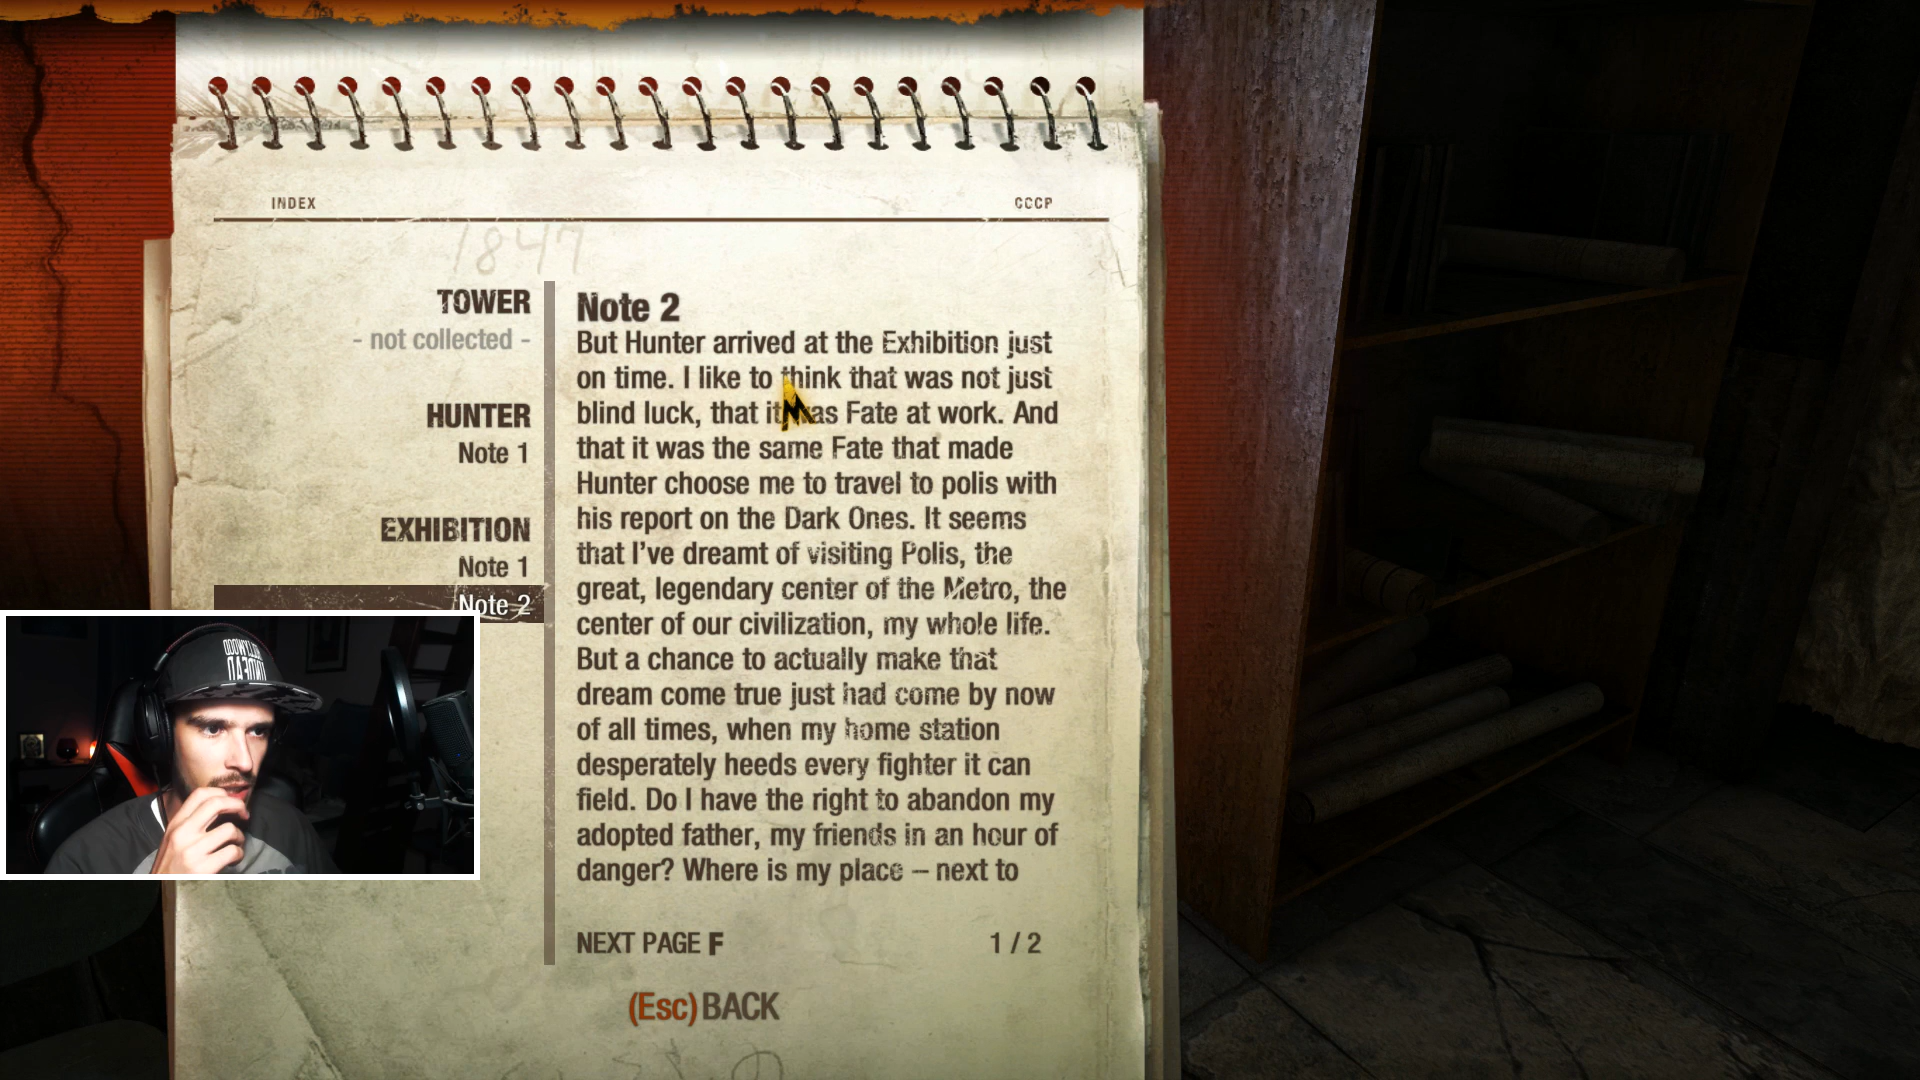 INDEX
CCCP
1847
TOWER
- not collected -
HUNTER
Note 1
EXHIBITION
Note 1
Note 2
Note 2
But Hunter arrived at the Exhibition just
on time. I like to think that was not just
blind luck, that it was Fate at work. And
that it was the same Fate that made
Hunter choose me to travel to polis with
his report on the Dark Ones. It seems
that I've dreamt of visiting Polis, the
great, legendary center of the Metro, the
center of our civilization, my whole life.
But a chance to actually make that
dream come true just had come by now
of all times, when my home station
desperately heeds every fighter it can
field. Do I have the right to abandon my
adopted father, my friends in an hour of
danger? Where is my place – next to
NEXT PAGE F
1 / 2
(Esc) BACK
HOLLYWOOD
UNDEAD